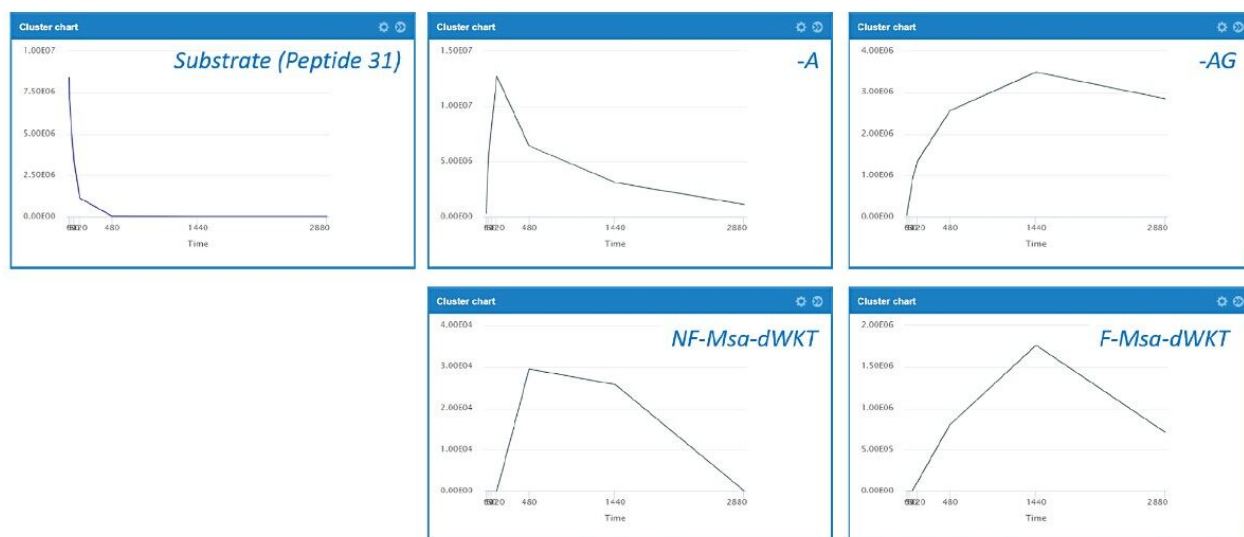 Cluster chart
Substrate (Peptide 31)
1.00E07
7.50E06
5.00E06
2.50E06
0.00E00
480
1440
2880
Time
Cluster chart
-A
1.50E07
1.00E07
5.00E06
0.00E00
480
1440
2880
Time
Cluster chart
-AG
4.00E06
3.00E06
2.00E06
1.00E06
0.00E00
480
1440
2880
Time
Cluster chart
NF-Msa-dWKT
4.00E04
3.00E04
2.00E04
1.00E04
0.00E00
480
1440
2880
Time
Cluster chart
F-Msa-dWKT
2.00E06
1.50E06
1.00E06
5.00E05
0.00E00
480
1440
2880
Time